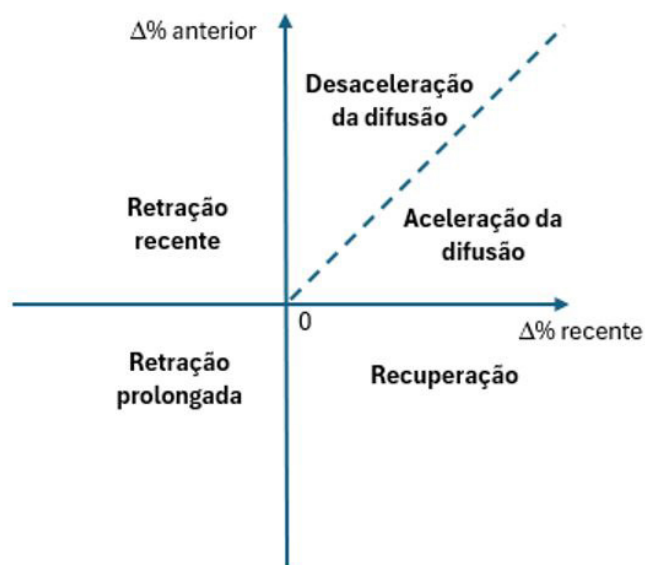 Δ% anterior
Desaceleração
da difusão
Retração
recente
Aceleração da
difusão
0
Δ% recente
Retração
prolongada
Recuperação